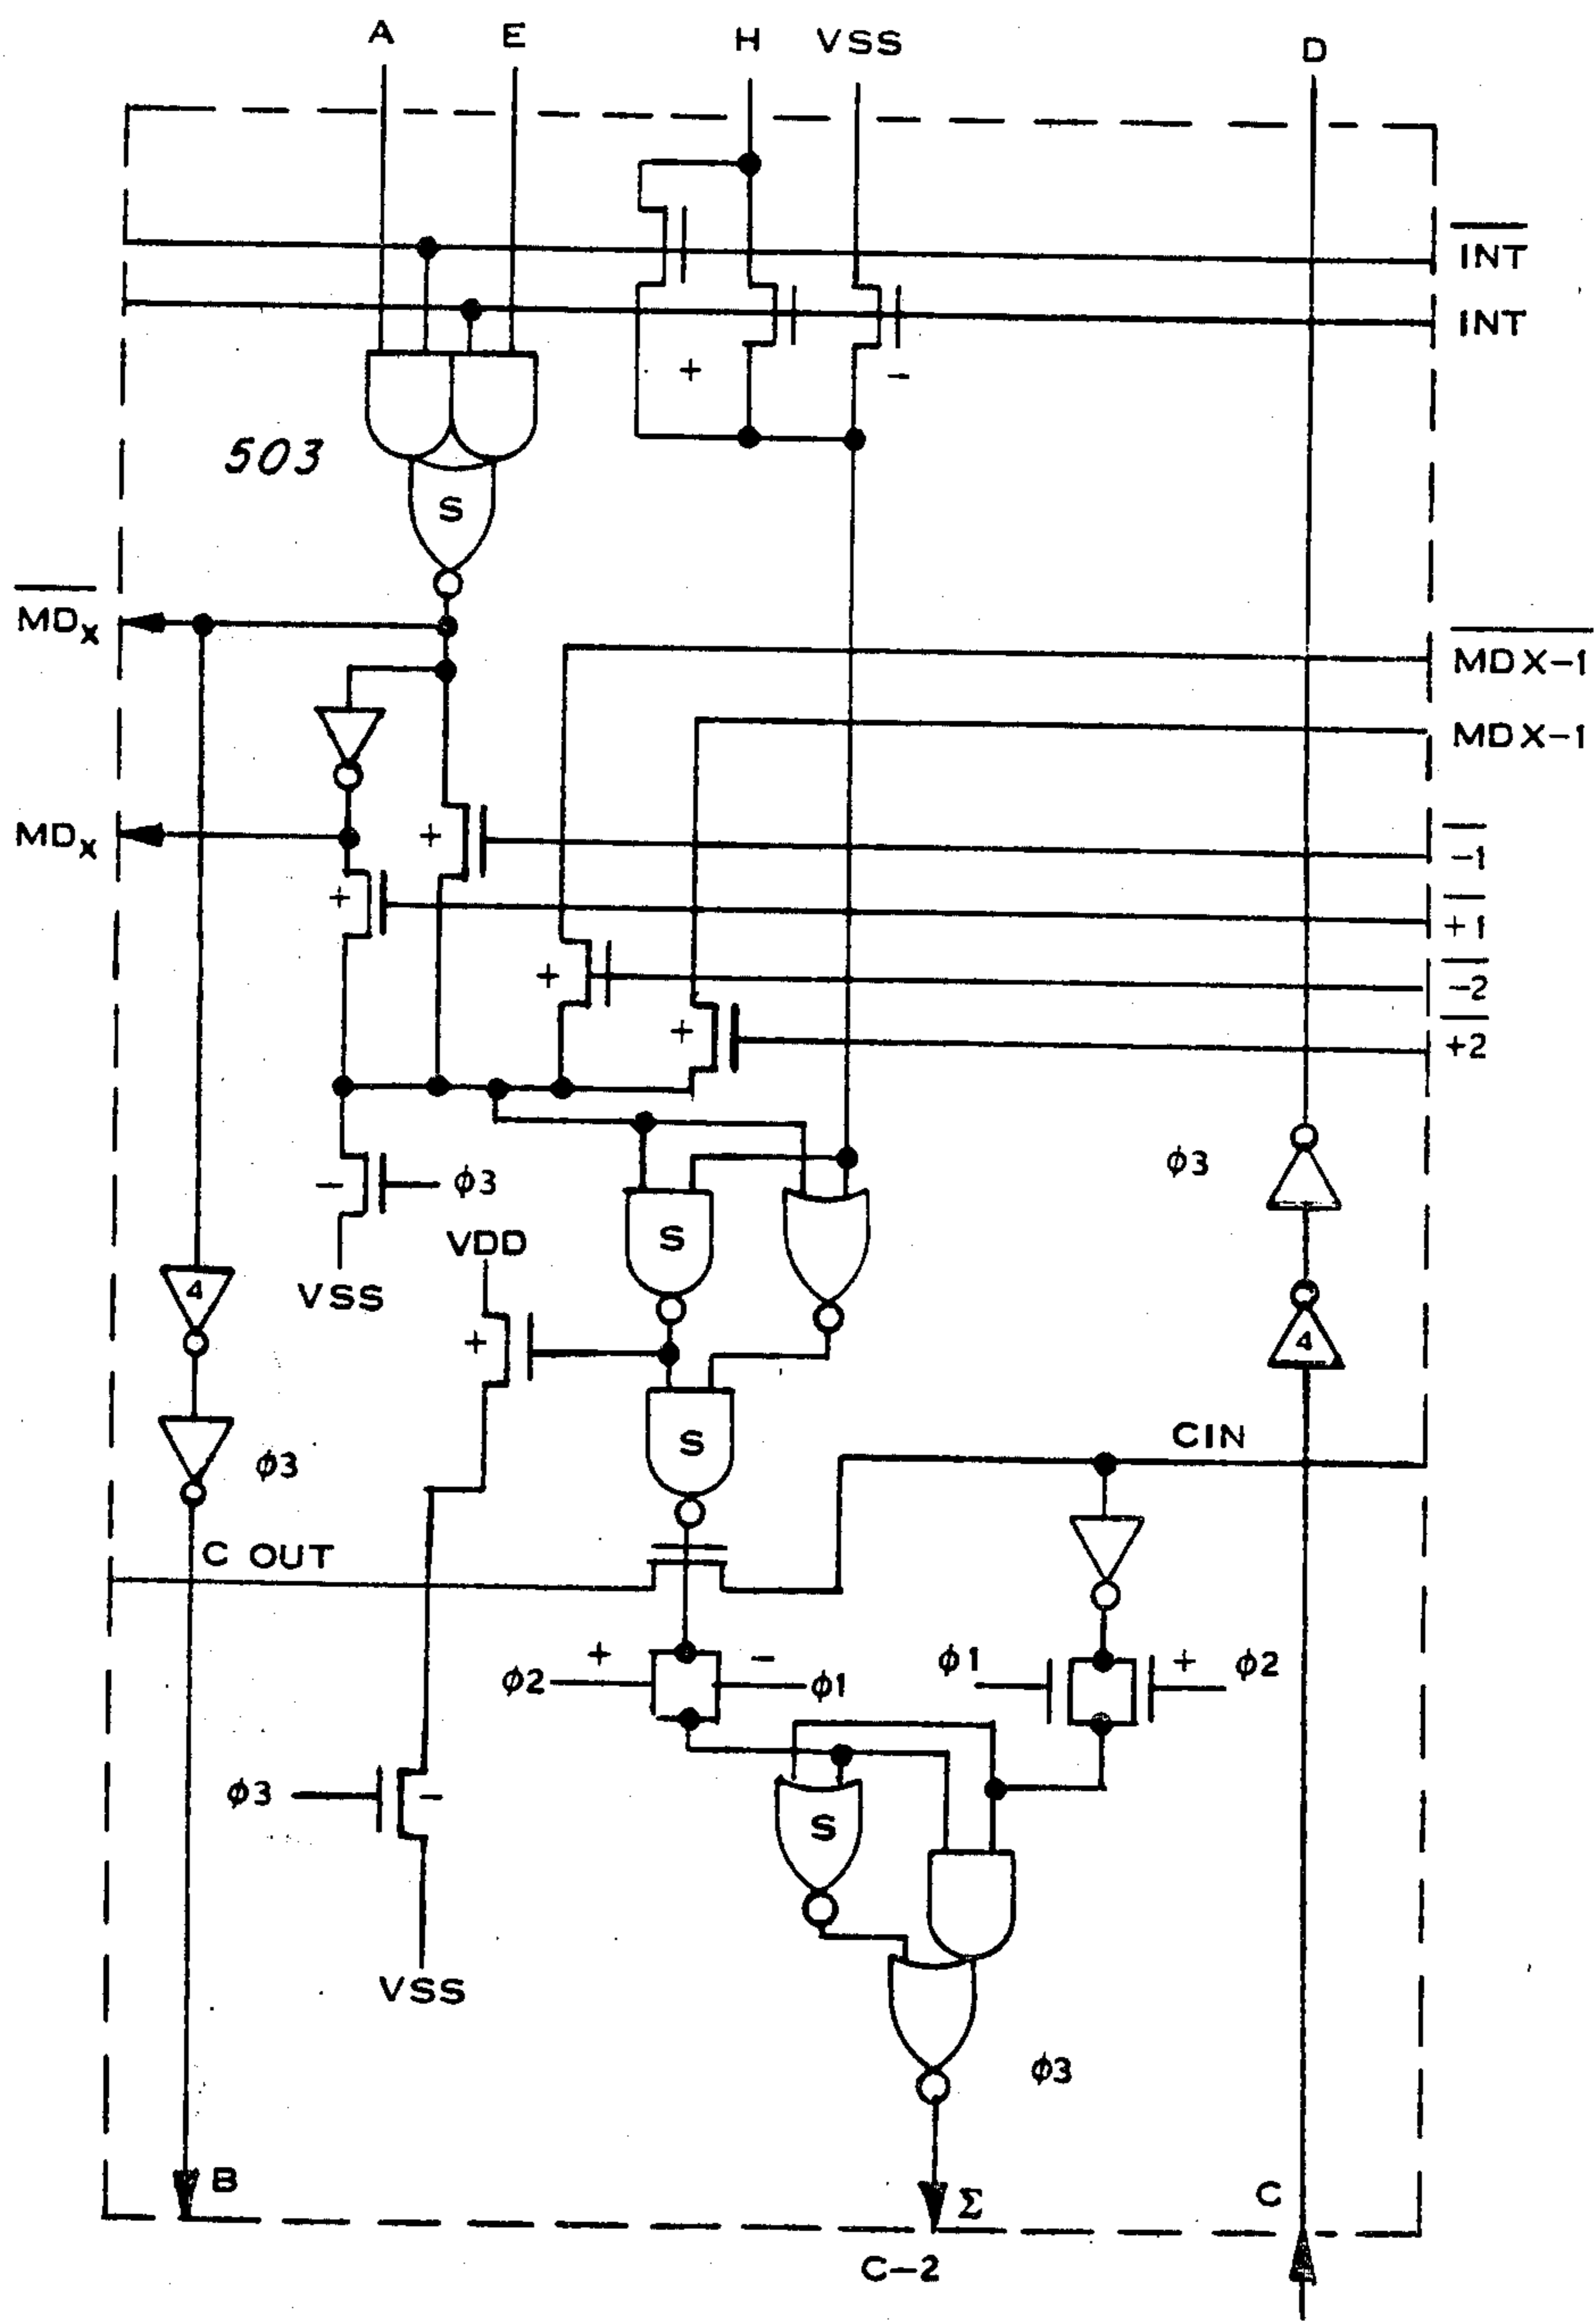 A E H VSS D
INT
INT
+ -
503
S
MDx
MDX-1
MDX-1
MDx
+ -1
+ +1
+ -2
+ +2
- φ3
φ3
VDD
S
4
VSS
+
4
S
CIN
φ3
C OUT
φ2 + - φ1
φ1 + φ2
φ3 -
S
VSS
φ3
B Σ C
C-2